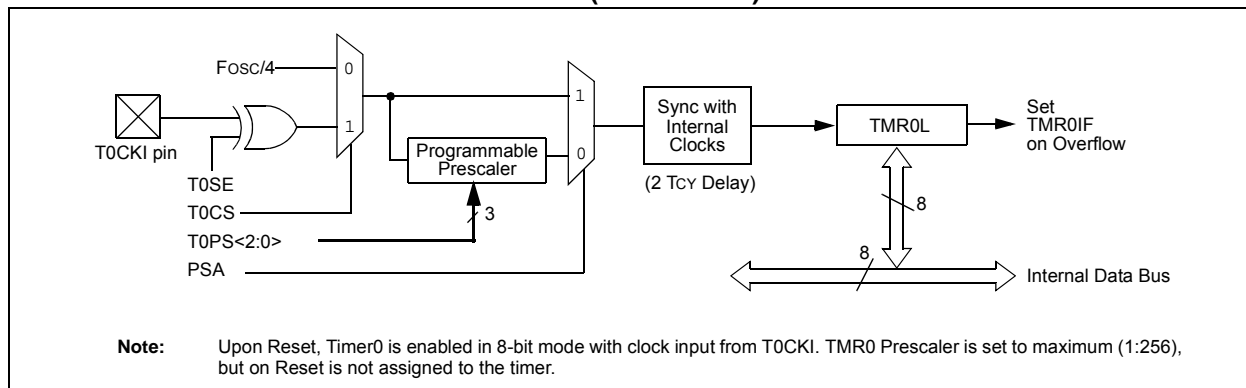 FOSC/4
0
1
T0CKI pin
T0SE
T0CS
T0PS<2:0>
PSA
Programmable
Prescaler
3
1
0
Sync with
Internal
Clocks
(2 TCY Delay)
TMR0L
Set
TMR0IF
on Overflow
8
8
Internal Data Bus
Note: Upon Reset, Timer0 is enabled in 8-bit mode with clock input from T0CKI. TMR0 Prescaler is set to maximum (1:256),
but on Reset is not assigned to the timer.